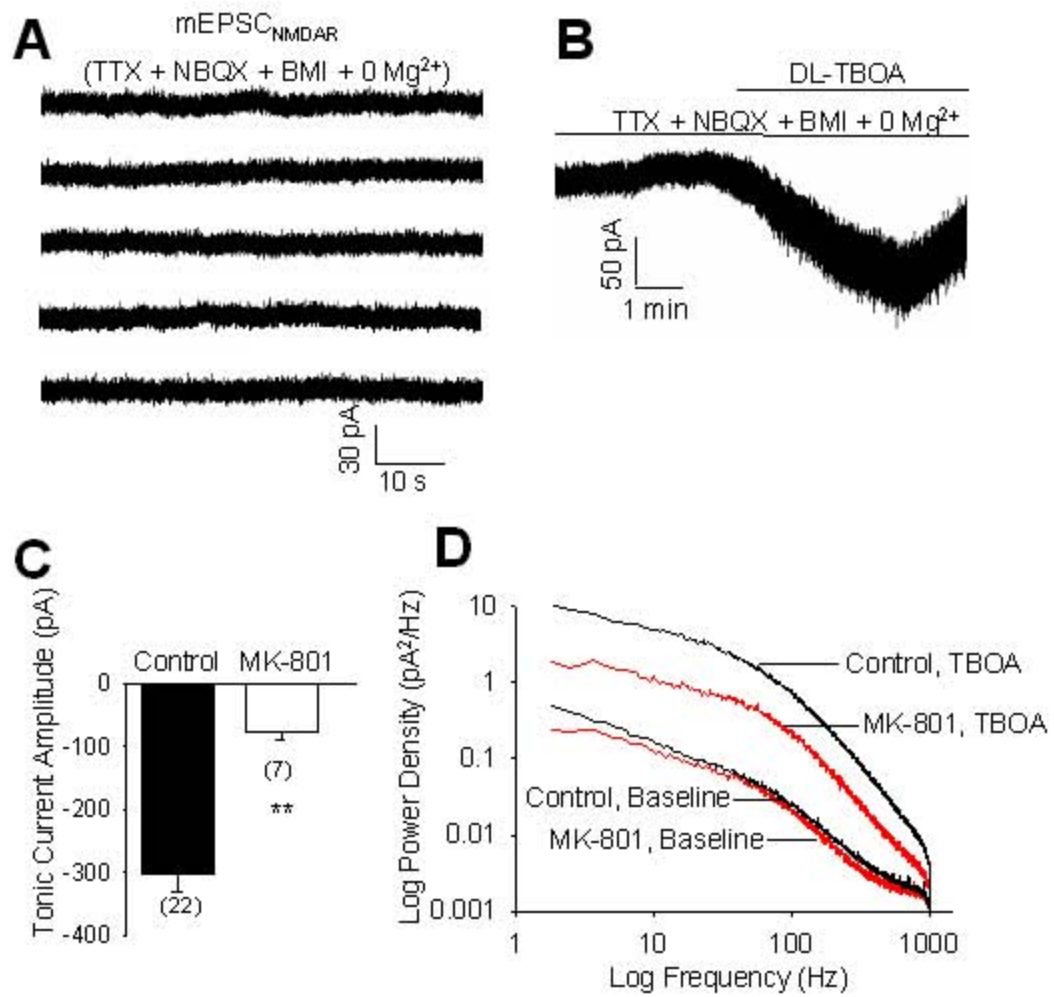 A
mEPSC_NMDAR
(TTX + NBQX + BMI + 0 Mg²⁺)
30 pA
10 s
B
DL-TBOA
TTX + NBQX + BMI + 0 Mg²⁺
50 pA
1 min
C
Tonic Current Amplitude (pA)
Control MK-801
0
-100
-200
-300
-400
(7)
**
(22)
D
Log Power Density (pA²/Hz)
10
1
0.1
0.01
0.001
Control, TBOA
MK-801, TBOA
Control, Baseline
MK-801, Baseline
1 10 100 1000
Log Frequency (Hz)